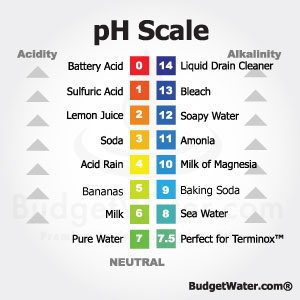 pH Scale
Acidity Alkalinity
Battery Acid 0 14 Liquid Drain Cleaner
Sulfuric Acid 1 13 Bleach
Lemon Juice 2 12 Soapy Water
Soda 3 11 Amonia
Acid Rain 4 10 Milk of Magnesia
Bananas 5 9 Baking Soda
Milk 6 8 Sea Water
Pure Water 7 7.5 Perfect for Terminox™
NEUTRAL
BudgetWater.com®